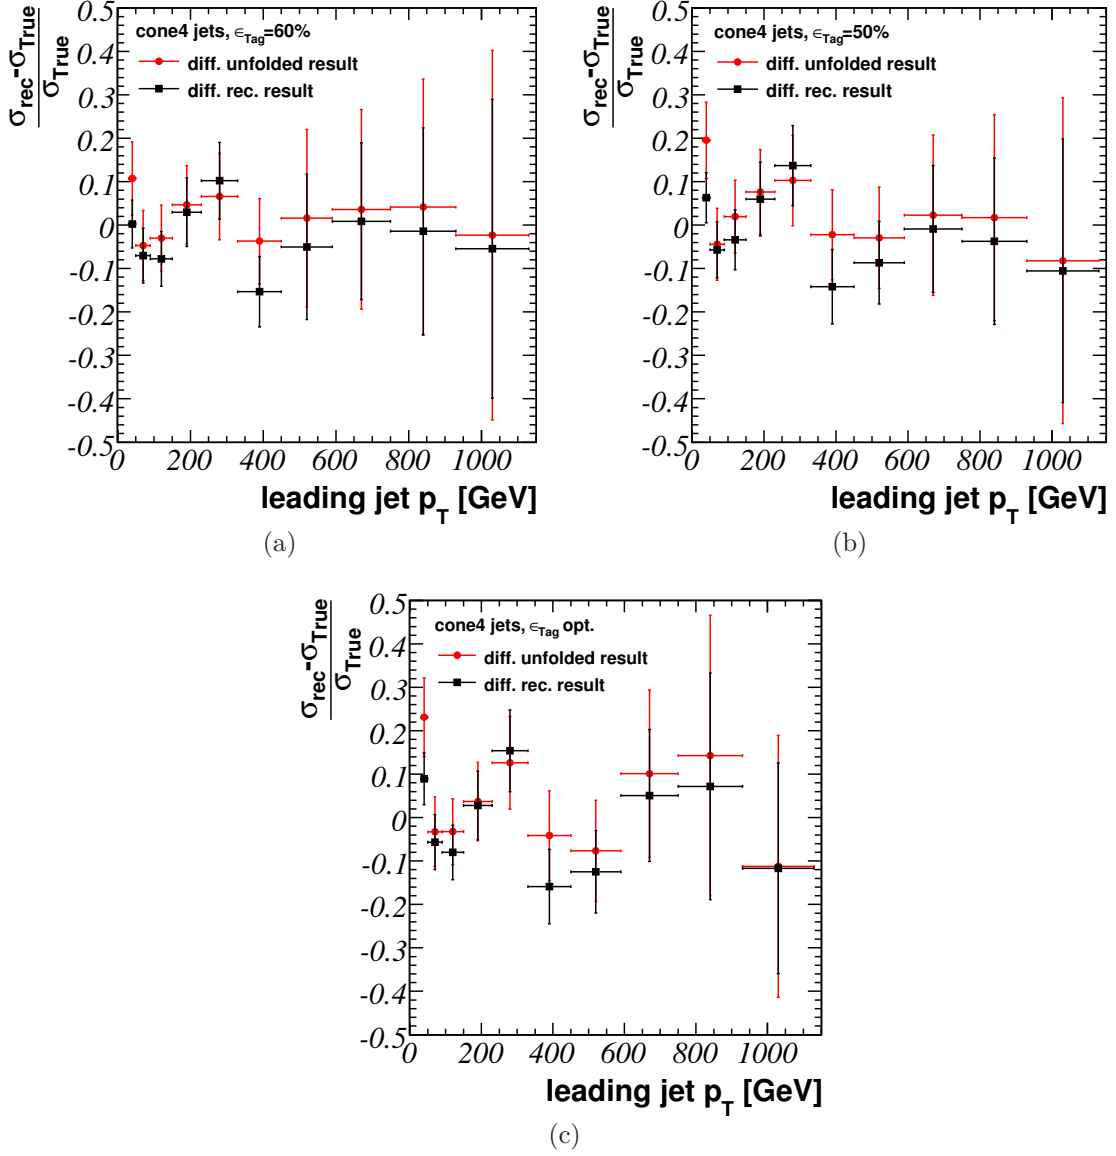 σrec-σTrue
σTrue
0.5
0.4
0.3
0.2
0.1
0
-0.1
-0.2
-0.3
-0.4
-0.5
cone4 jets, ϵTag=60%
diff. unfolded result
diff. rec. result
0 200 400 600 800 1000
leading jet pT [GeV]
(a)
σrec-σTrue
σTrue
0.5
0.4
0.3
0.2
0.1
0
-0.1
-0.2
-0.3
-0.4
-0.5
cone4 jets, ϵTag=50%
diff. unfolded result
diff. rec. result
0 200 400 600 800 1000
leading jet pT [GeV]
(b)
σrec-σTrue
σTrue
0.5
0.4
0.3
0.2
0.1
0
-0.1
-0.2
-0.3
-0.4
-0.5
cone4 jets, ϵTag opt.
diff. unfolded result
diff. rec. result
0 200 400 600 800 1000
leading jet pT [GeV]
(c)